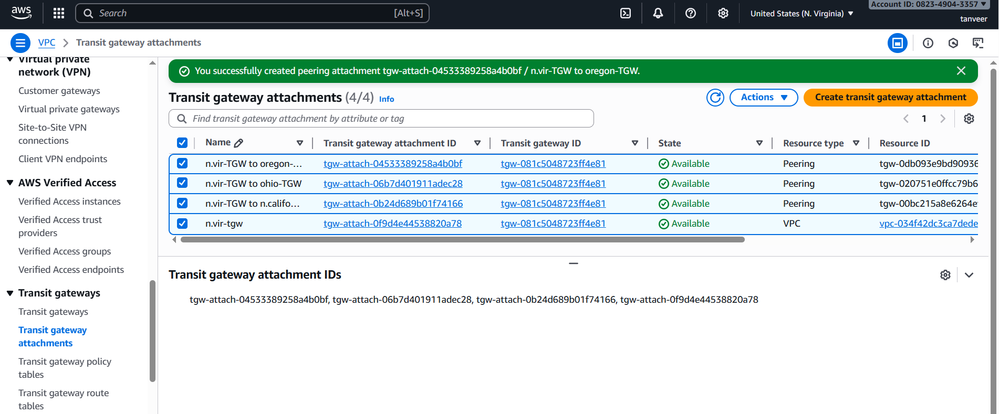 aws
Search
[Alt+S]
United States (N. Virginia)
Account ID: 0823-4904-3357
tanveer
VPC
Transit gateway attachments
Virtual private
network (VPN)
Customer gateways
Virtual private gateways
Site-to-Site VPN
connections
Client VPN endpoints
AWS Verified Access
Verified Access instances
Verified Access trust
providers
Verified Access groups
Verified Access endpoints
Transit gateways
Transit gateways
Transit gateway
attachments
Transit gateway policy
tables
Transit gateway route
tables
You successfully created peering attachment tgw-attach-04533389258a4b0bf / n.vir-TGW to oregon-TGW.
Transit gateway attachments (4/4) Info
Actions
Create transit gateway attachment
Find transit gateway attachment by attribute or tag
1
Name Transit gateway attachment ID Transit gateway ID State Resource type Resource ID
n.vir-TGW to oregon-... tgw-attach-04533389258a4b0bf tgw-081c5048723ff4e81 Available Peering tgw-0db093e9bd90936
n.vir-TGW to ohio-TGW tgw-attach-06b7d401911adec28 tgw-081c5048723ff4e81 Available Peering tgw-020751e0ffcc79b6
n.vir-TGW to n.califo... tgw-attach-0b24d689b01f74166 tgw-081c5048723ff4e81 Available Peering tgw-00bc215a8e6264e
n.vir-tgw tgw-attach-0f9d4e44538820a78 tgw-081c5048723ff4e81 Available VPC vpc-034f42dc3ca7dede
Transit gateway attachment IDs
tgw-attach-04533389258a4b0bf, tgw-attach-06b7d401911adec28, tgw-attach-0b24d689b01f74166, tgw-attach-0f9d4e44538820a78